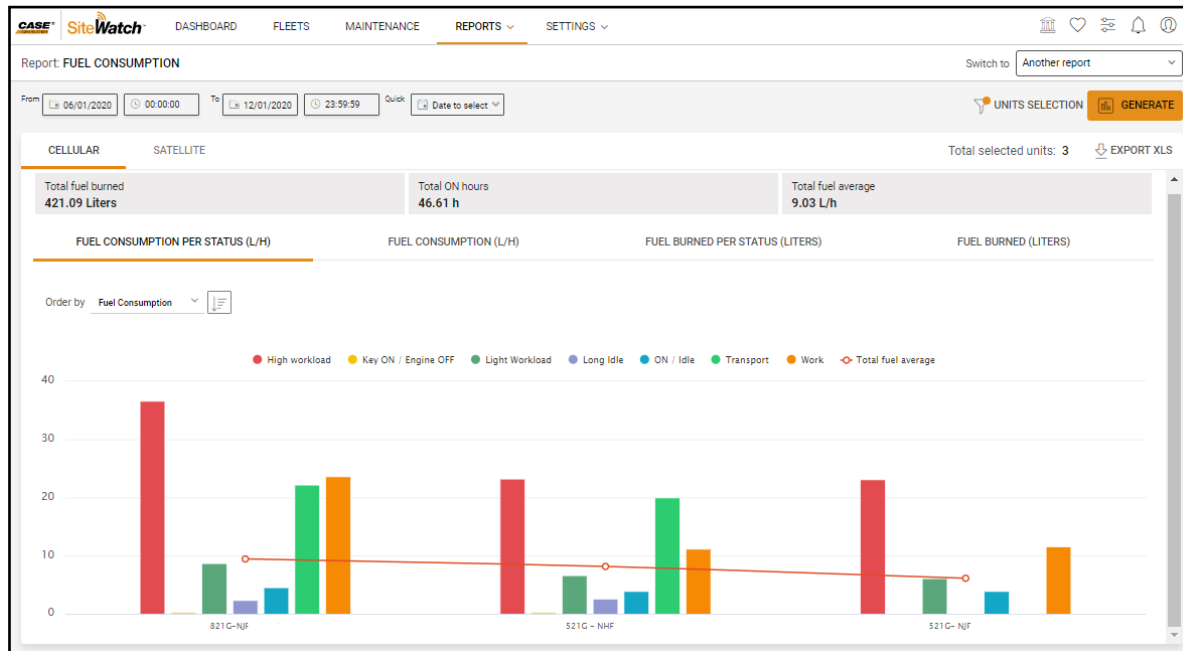 CASE SiteWatch DASHBOARD FLEETS MAINTENANCE REPORTS SETTINGS
Report: FUEL CONSUMPTION Switch to Another report
From 06/01/2020 00:00:00 To 12/01/2020 23:59:59 Quick Date to select UNITS SELECTION GENERATE
CELLULAR SATELLITE Total selected units: 3 EXPORT XLS
Total fuel burned Total ON hours Total fuel average
421.09 Liters 46.61 h 9.03 L/h
FUEL CONSUMPTION PER STATUS (L/H) FUEL CONSUMPTION (L/H) FUEL BURNED PER STATUS (LITERS) FUEL BURNED (LITERS)
Order by Fuel Consumption
High workload Key ON / Engine OFF Light Workload Long Idle ON / Idle Transport Work Total fuel average
40
30
20
10
0
821G-NJF 521G - NHF 521G- NJF